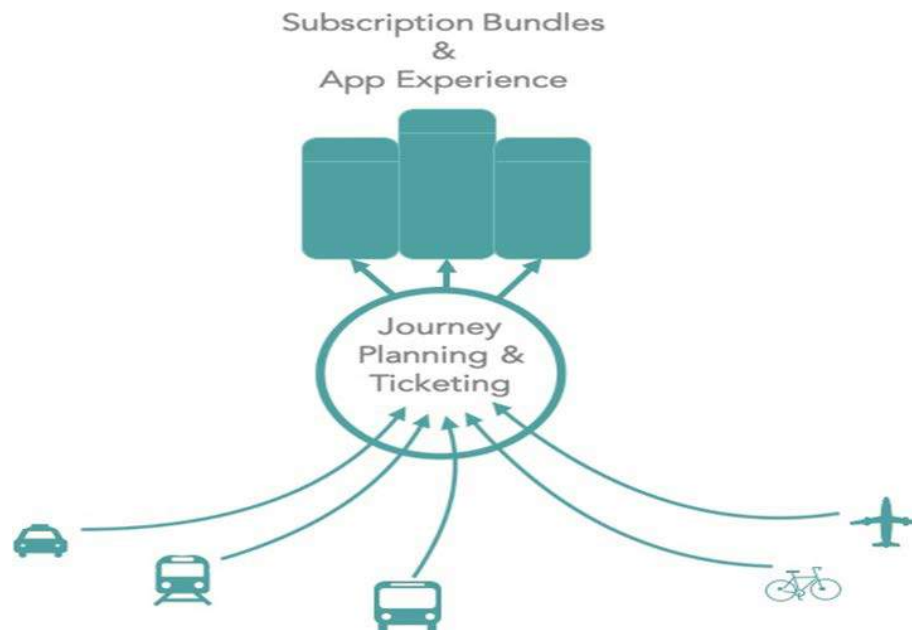 Subscription Bundles
&
App Experience
Journey
Planning &
Ticketing